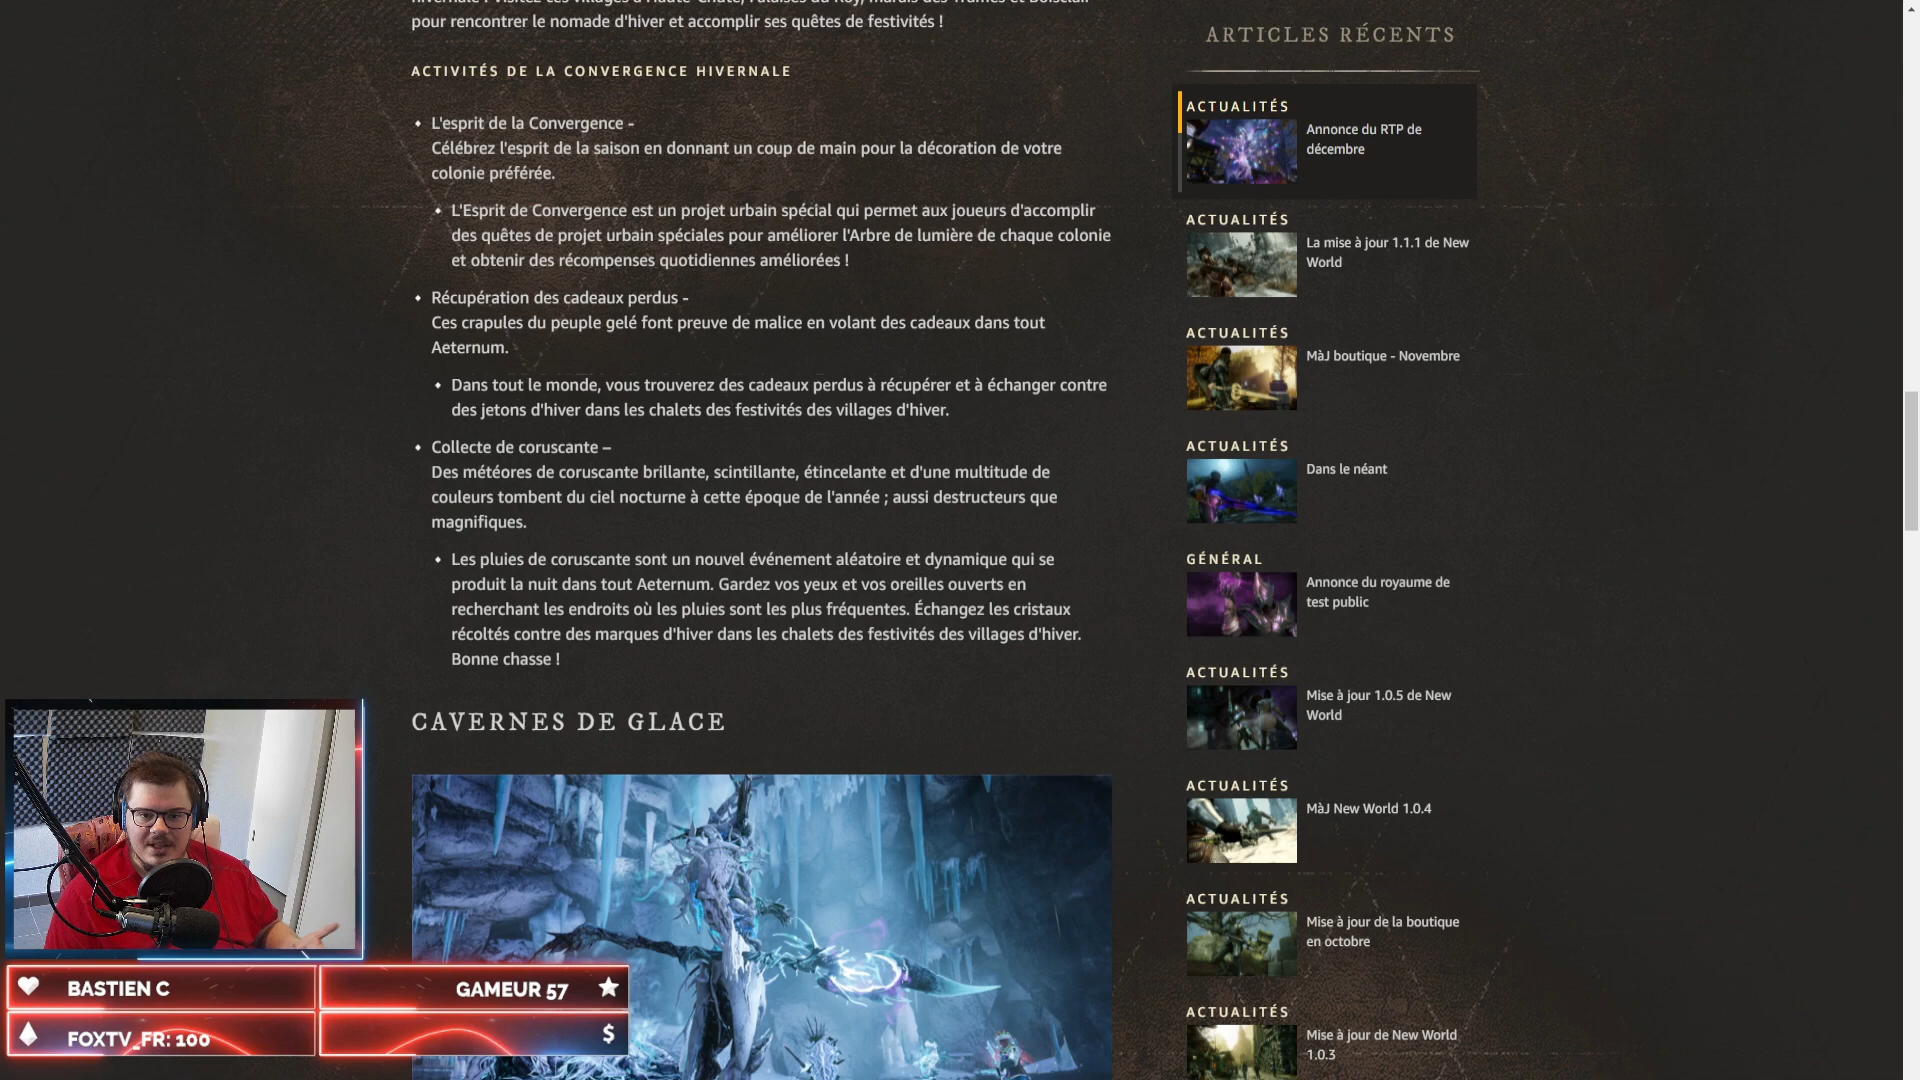 pour rencontrer le nomade d'hiver et accomplir ses quêtes de festivités !
ACTIVITÉS DE LA CONVERGENCE HIVERNALE
L'esprit de la Convergence -
Célébrez l'esprit de la saison en donnant un coup de main pour la décoration de votre
colonie préférée.
L'Esprit de Convergence est un projet urbain spécial qui permet aux joueurs d'accomplir
des quêtes de projet urbain spéciales pour améliorer l'Arbre de lumière de chaque colonie
et obtenir des récompenses quotidiennes améliorées !
Récupération des cadeaux perdus -
Ces crapules du peuple gelé font preuve de malice en volant des cadeaux dans tout
Aeternum.
Dans tout le monde, vous trouverez des cadeaux perdus à récupérer et à échanger contre
des jetons d'hiver dans les chalets des festivités des villages d'hiver.
Collecte de coruscante –
Des météores de coruscante brillante, scintillante, étincelante et d'une multitude de
couleurs tombent du ciel nocturne à cette époque de l'année ; aussi destructeurs que
magnifiques.
Les pluies de coruscante sont un nouvel événement aléatoire et dynamique qui se
produit la nuit dans tout Aeternum. Gardez vos yeux et vos oreilles ouverts en
recherchant les endroits où les pluies sont les plus fréquentes. Échangez les cristaux
récoltés contre des marques d'hiver dans les chalets des festivités des villages d'hiver.
Bonne chasse !
CAVERNES DE GLACE
ARTICLES RÉCENTS
ACTUALITÉS
Annonce du RTP de
décembre
ACTUALITÉS
La mise à jour 1.1.1 de New
World
ACTUALITÉS
MàJ boutique - Novembre
ACTUALITÉS
Dans le néant
GÉNÉRAL
Annonce du royaume de
test public
ACTUALITÉS
Mise à jour 1.0.5 de New
World
ACTUALITÉS
MàJ New World 1.0.4
ACTUALITÉS
Mise à jour de la boutique
en octobre
ACTUALITÉS
Mise à jour de New World
1.0.3
BASTIEN C
GAMEUR 57
FOXTV_FR: 100
$